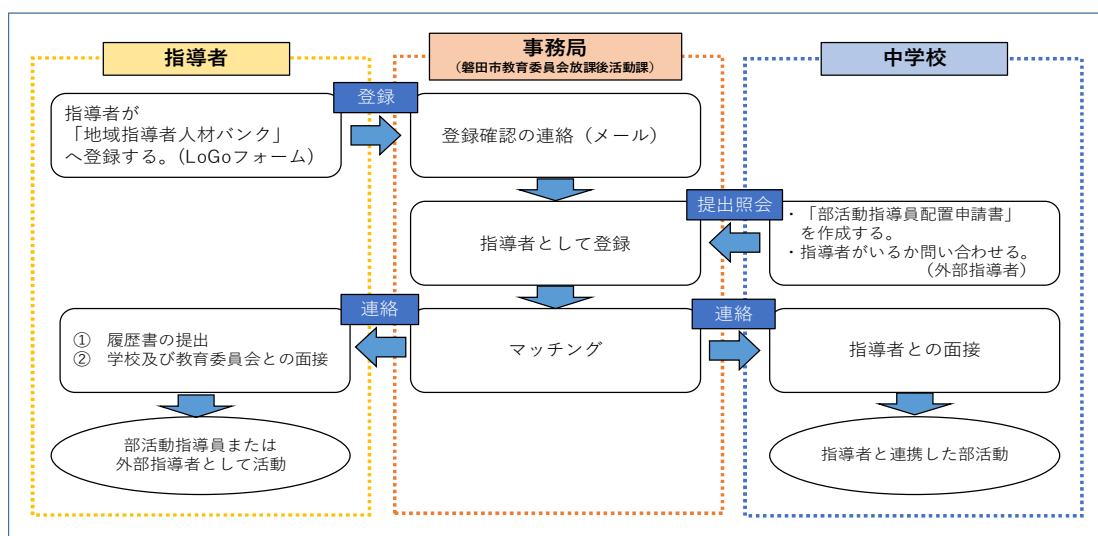 指導者
事務局
（磐田市教育委員会放課後活動課）
中学校
登録
指導者が
「地域指導者人材バンク」
へ登録する。(LoGoフォーム)
登録確認の連絡（メール）
提出照会
指導者として登録
・「部活動指導員配置申請書」
を作成する。
・指導者がいるか問い合わせる。
（外部指導者）
連絡
連絡
① 履歴書の提出
② 学校及び教育委員会との面接
マッチング
指導者との面接
部活動指導員または
外部指導者として活動
指導者と連携した部活動